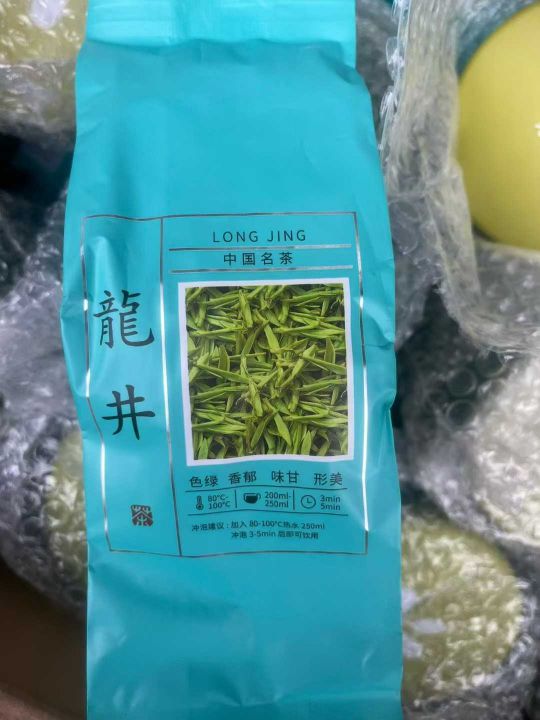 LONG JING
中国名茶
龍井
色绿 香郁 味甘 形美
80°C-100°C
200ml-250ml
3min 5min
冲泡建议：加入 80-100°C热水 250ml
冲泡 3-5min 后即可饮用
茶